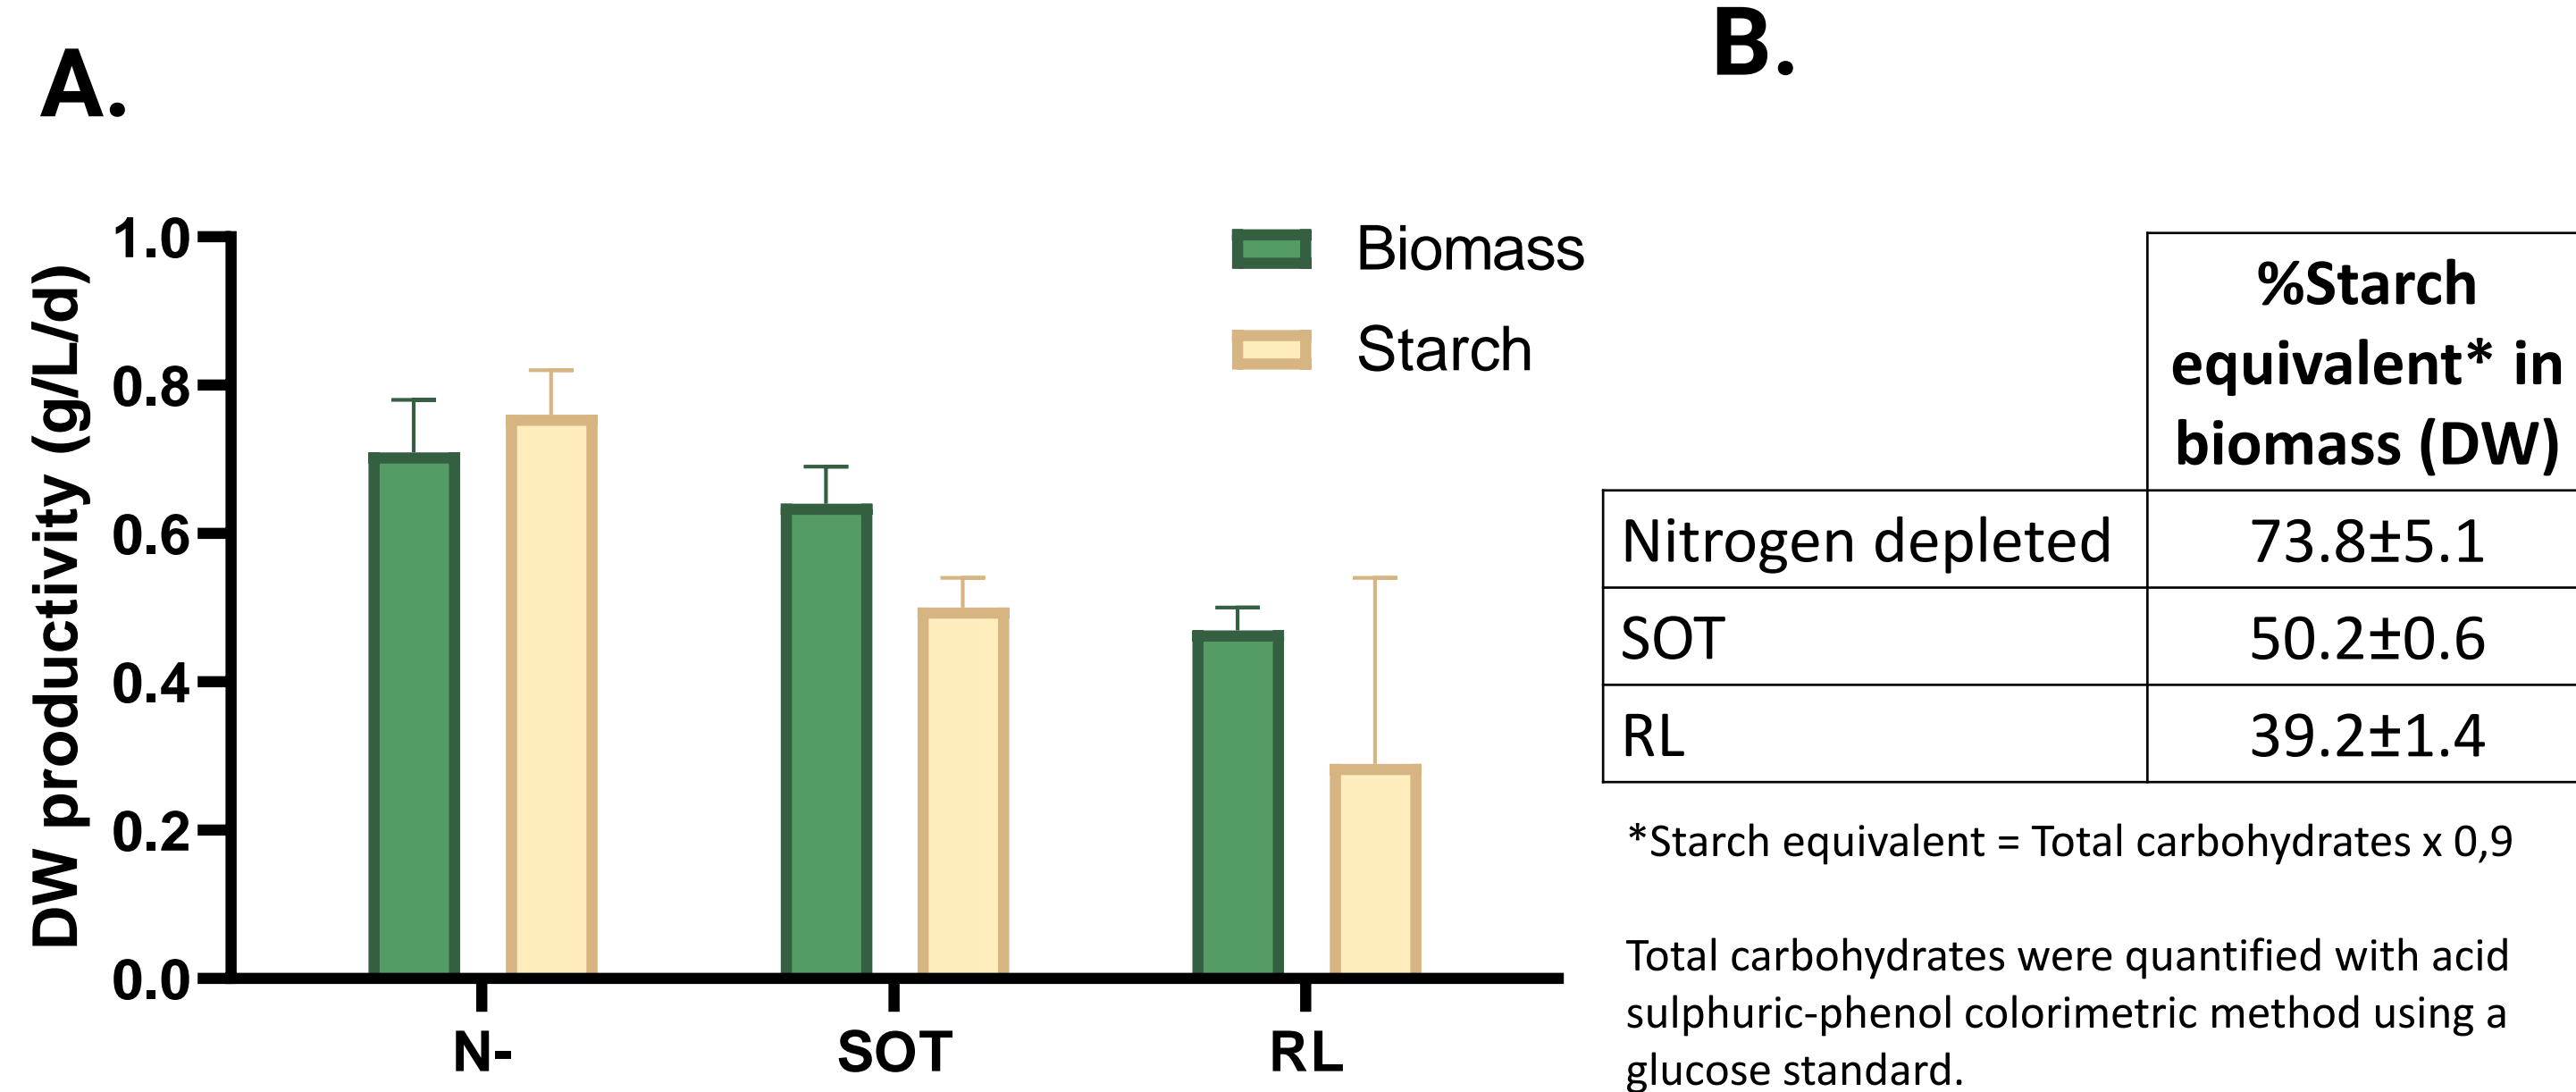 A.
DW productivity (g/L/d)
1.0
0.8
0.6
0.4
0.2
0.0
Biomass
Starch
N-
SOT
RL
B.
%Starch
equivalent* in
biomass (DW)
Nitrogen depleted 73.8±5.1
SOT 50.2±0.6
RL 39.2±1.4
*Starch equivalent = Total carbohydrates x 0,9
Total carbohydrates were quantified with acid
sulphuric-phenol colorimetric method using a
glucose standard.